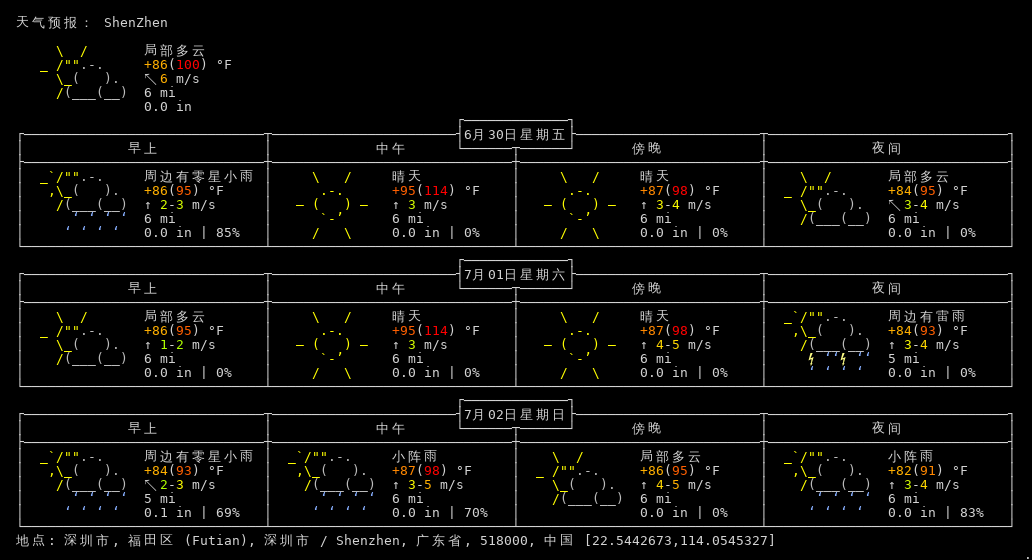 天气预报: ShenZhen
局部多云
+86(100) °F
↖ 6 m/s
6 mi
0.0 in
6月30日星期五
早上 中午 傍晚 夜间
周边有零星小雨 晴天 晴天 局部多云
+86(95) °F +95(114) °F +87(98) °F +84(95) °F
↑ 2-3 m/s ↑ 3 m/s ↑ 3-4 m/s ↖ 3-4 m/s
6 mi 6 mi 6 mi 6 mi
0.0 in | 85% 0.0 in | 0% 0.0 in | 0% 0.0 in | 0%
7月01日星期六
早上 中午 傍晚 夜间
局部多云 晴天 晴天 周边有雷雨
+86(95) °F +95(114) °F +87(98) °F +84(93) °F
↑ 1-2 m/s ↑ 3 m/s ↑ 4-5 m/s ↑ 3-4 m/s
6 mi 6 mi 6 mi 5 mi
0.0 in | 0% 0.0 in | 0% 0.0 in | 0% 0.0 in | 0%
7月02日星期日
早上 中午 傍晚 夜间
周边有零星小雨 小阵雨 局部多云 小阵雨
+84(93) °F +87(98) °F +86(95) °F +82(91) °F
↖ 2-3 m/s ↑ 3-5 m/s ↑ 4-5 m/s ↑ 3-4 m/s
5 mi 6 mi 6 mi 6 mi
0.1 in | 69% 0.0 in | 70% 0.0 in | 0% 0.0 in | 83%
地点: 深圳市, 福田区 (Futian), 深圳市 / Shenzhen, 广东省, 518000, 中国 [22.5442673,114.0545327]